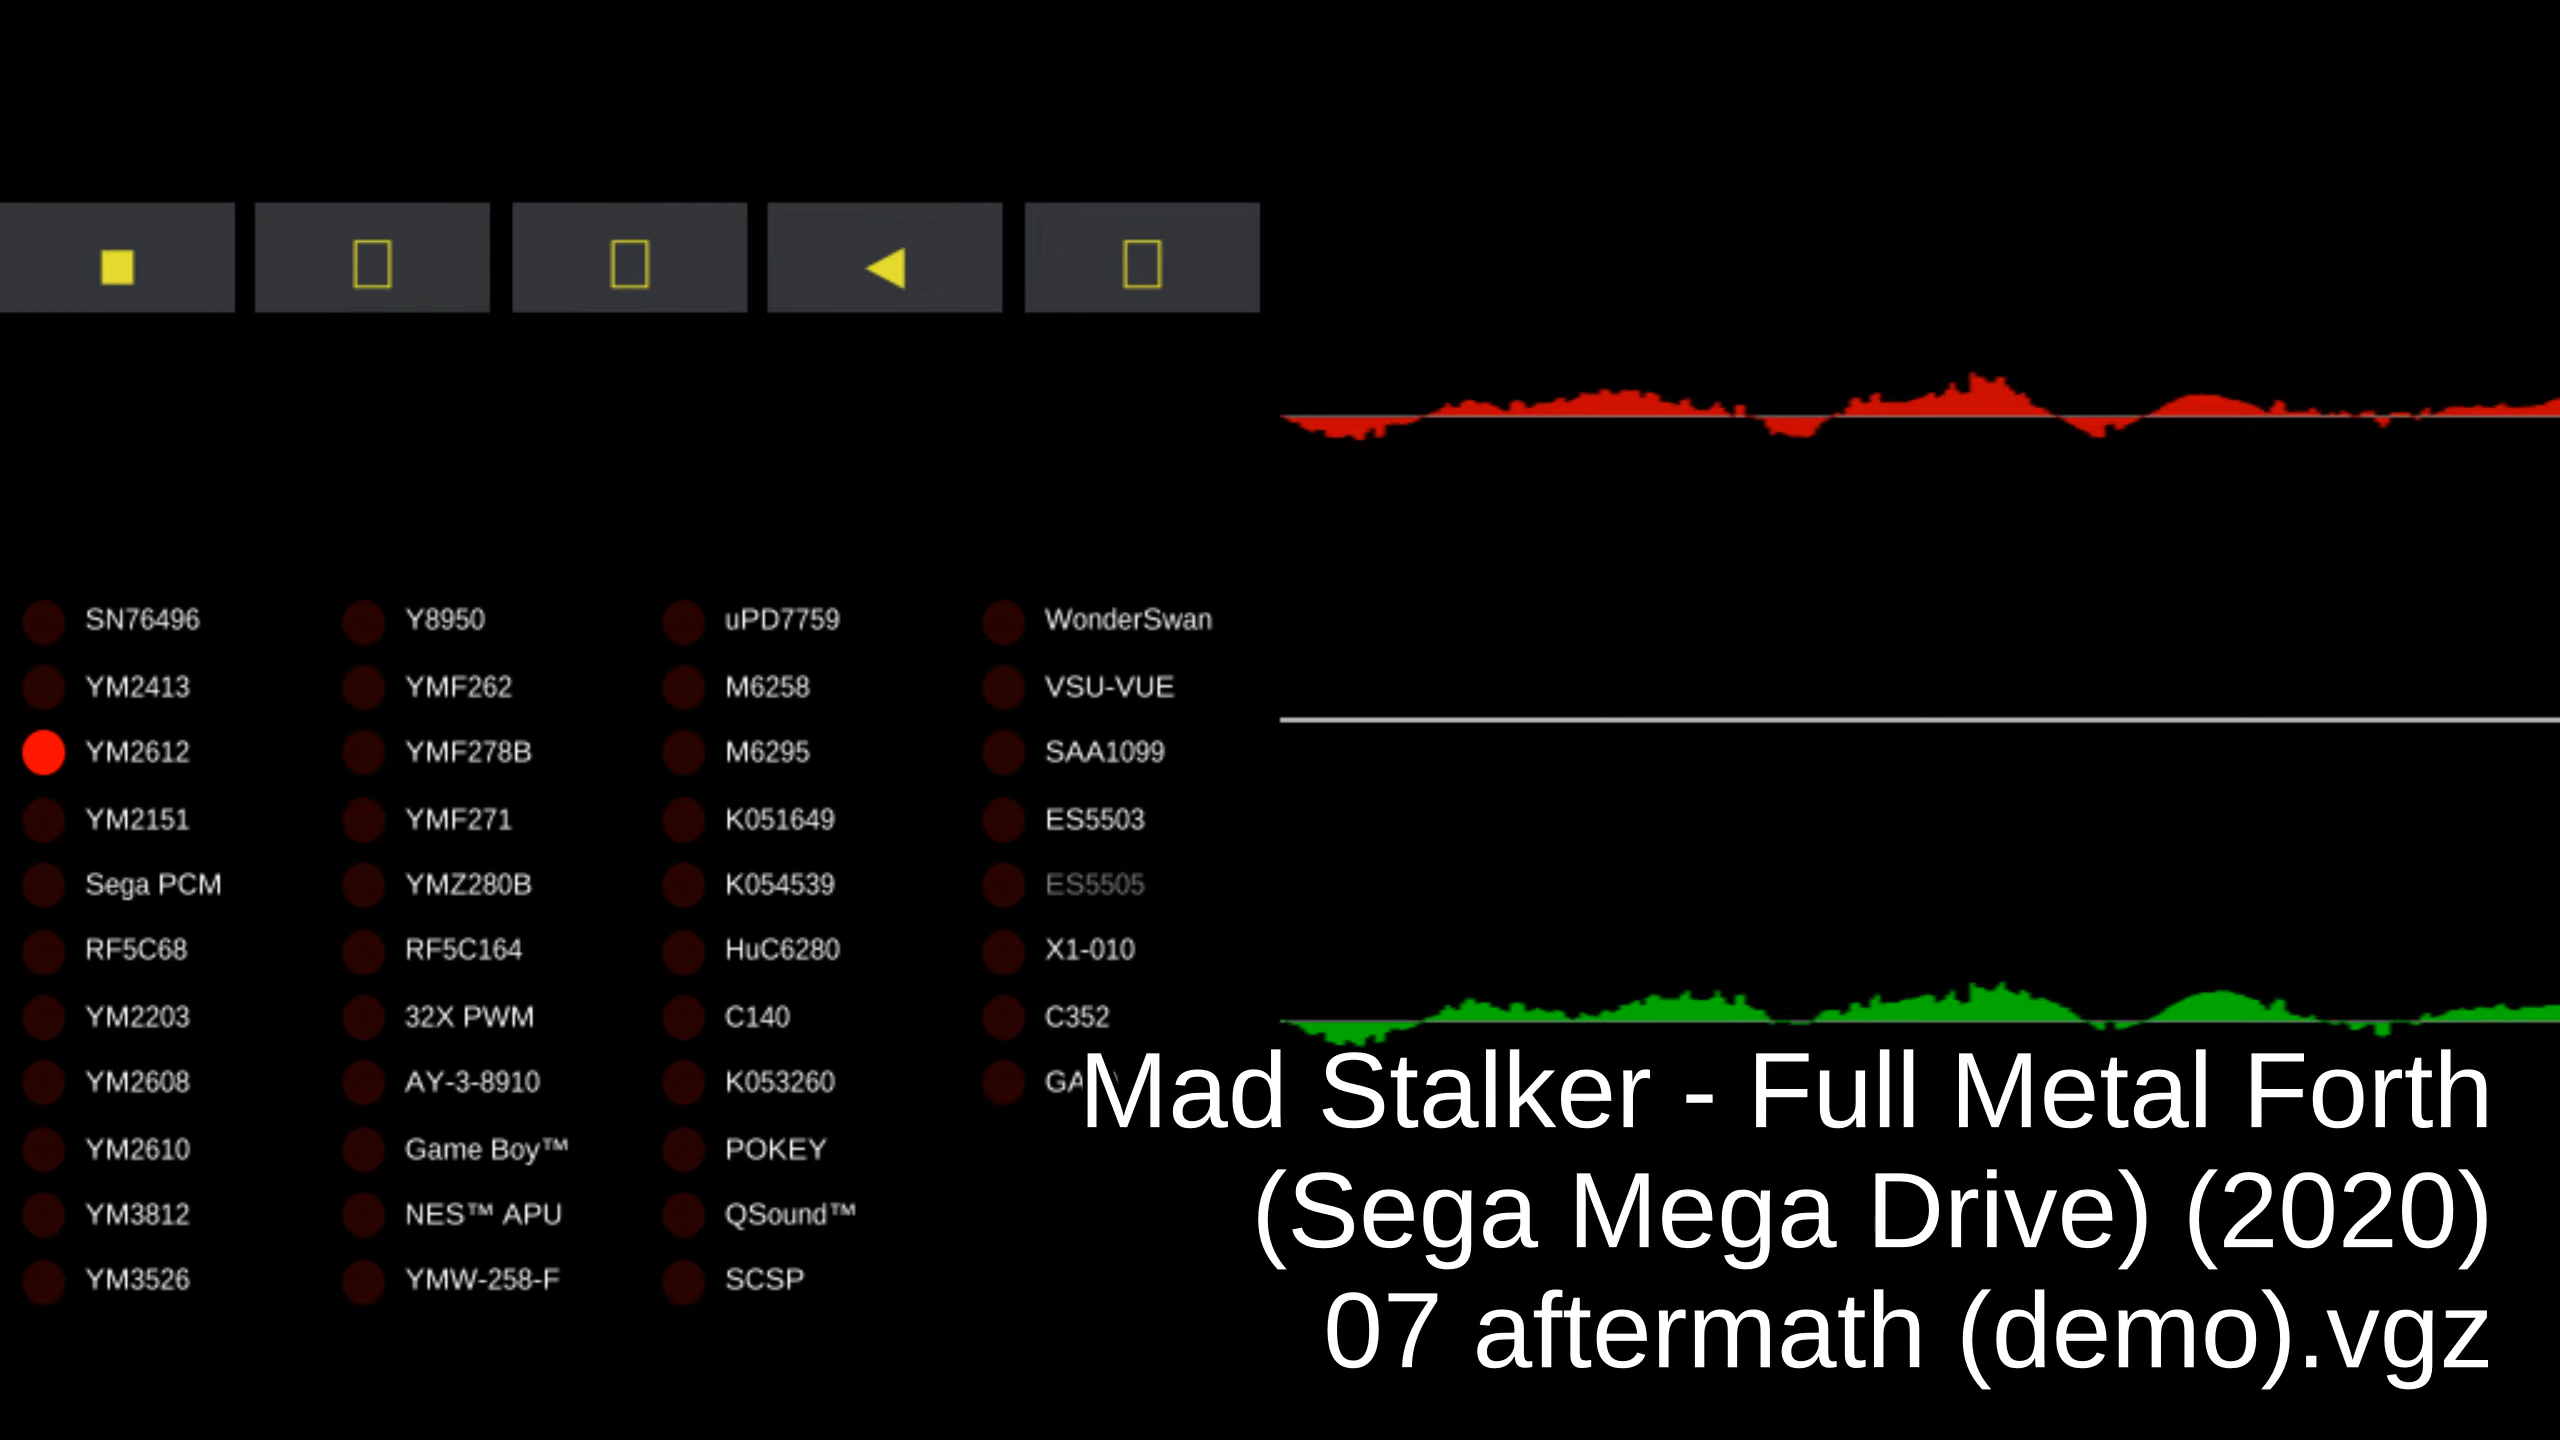 SN76496 Y8950 uPD7759 WonderSwan
YM2413 YMF262 M6258 VSU-VUE
YM2612 YMF278B M6295 SAA1099
YM2151 YMF271 K051649 ES5503
Sega PCM YMZ280B K054539 ES5505
RF5C68 RF5C164 HuC6280 X1-010
YM2203 32X PWM C140 C352
YM2608 AY-3-8910 K053260
YM2610 Game Boy™ POKEY
YM3812 NES™ APU QSound™
YM3526 YMW-258-F SCSP
Mad Stalker - Full Metal Forth
(Sega Mega Drive) (2020)
07 aftermath (demo).vgz